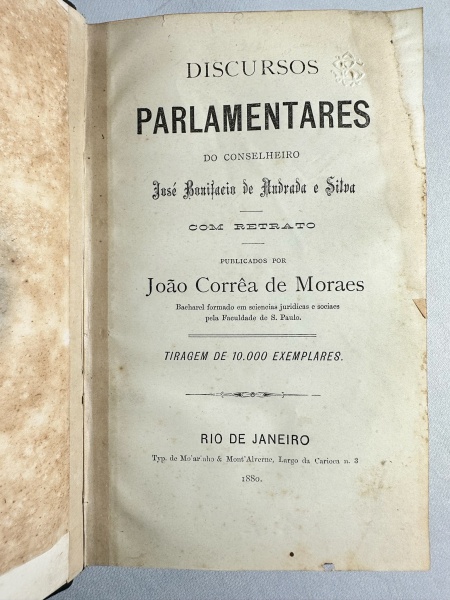 DISCURSOS
PARLAMENTARES
DO CONSELHEIRO
José Bonifacio de Andrada e Silva
COM RETRATO
PUBLICADOS POR
João Corrêa de Moraes
Bacharel formado em sciencias juridicas e sociaes
pela Faculdade de S. Paulo.
TIRAGEM DE 10.000 EXEMPLARES.
RIO DE JANEIRO
Typ. de & Mont'Alverne, Largo da Carioca n. 3
1880.